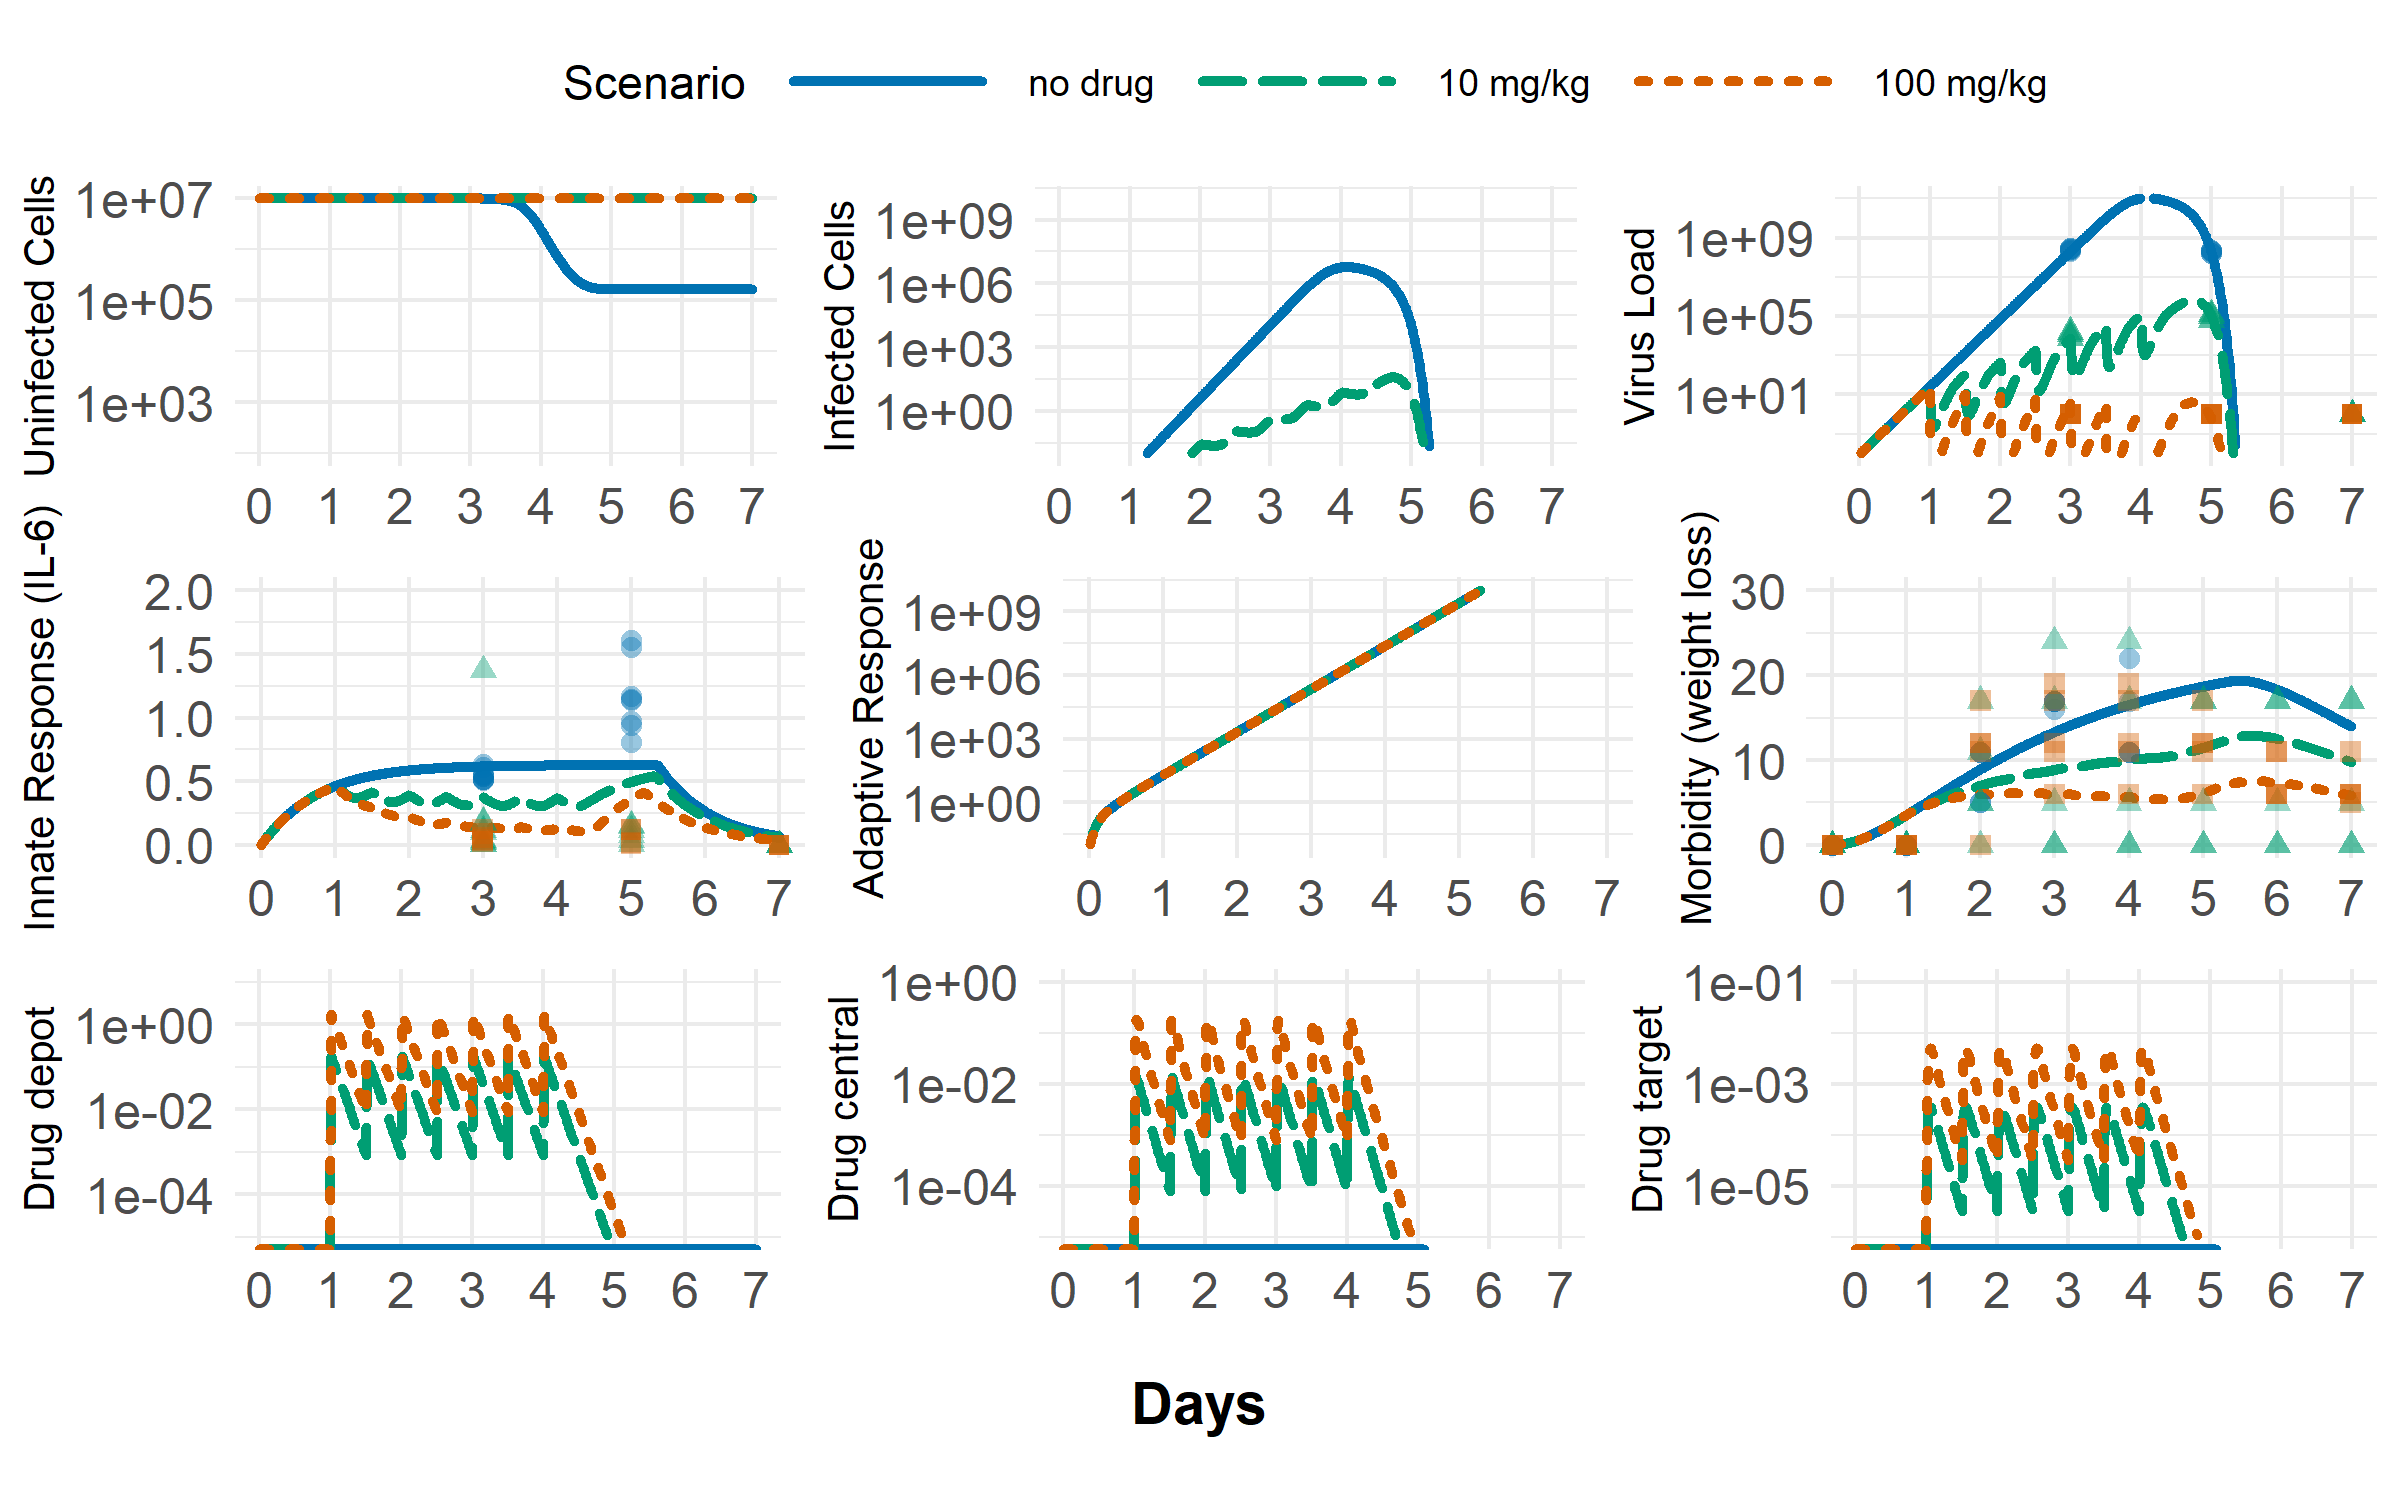 Scenario no drug 10 mg/kg 100 mg/kg
Uninfected Cells
1e+07
1e+05
1e+03
0 1 2 3 4 5 6 7
Infected Cells
1e+09
1e+06
1e+03
1e+00
0 1 2 3 4 5 6 7
Virus Load
1e+09
1e+05
1e+01
0 1 2 3 4 5 6 7
Innate Response (IL-6)
2.0
1.5
1.0
0.5
0.0
0 1 2 3 4 5 6 7
Adaptive Response
1e+09
1e+06
1e+03
1e+00
0 1 2 3 4 5 6 7
Morbidity (weight loss)
30
20
10
0
0 1 2 3 4 5 6 7
Drug depot
1e+00
1e-02
1e-04
0 1 2 3 4 5 6 7
Drug central
1e+00
1e-02
1e-04
0 1 2 3 4 5 6 7
Drug target
1e-01
1e-03
1e-05
0 1 2 3 4 5 6 7
Days